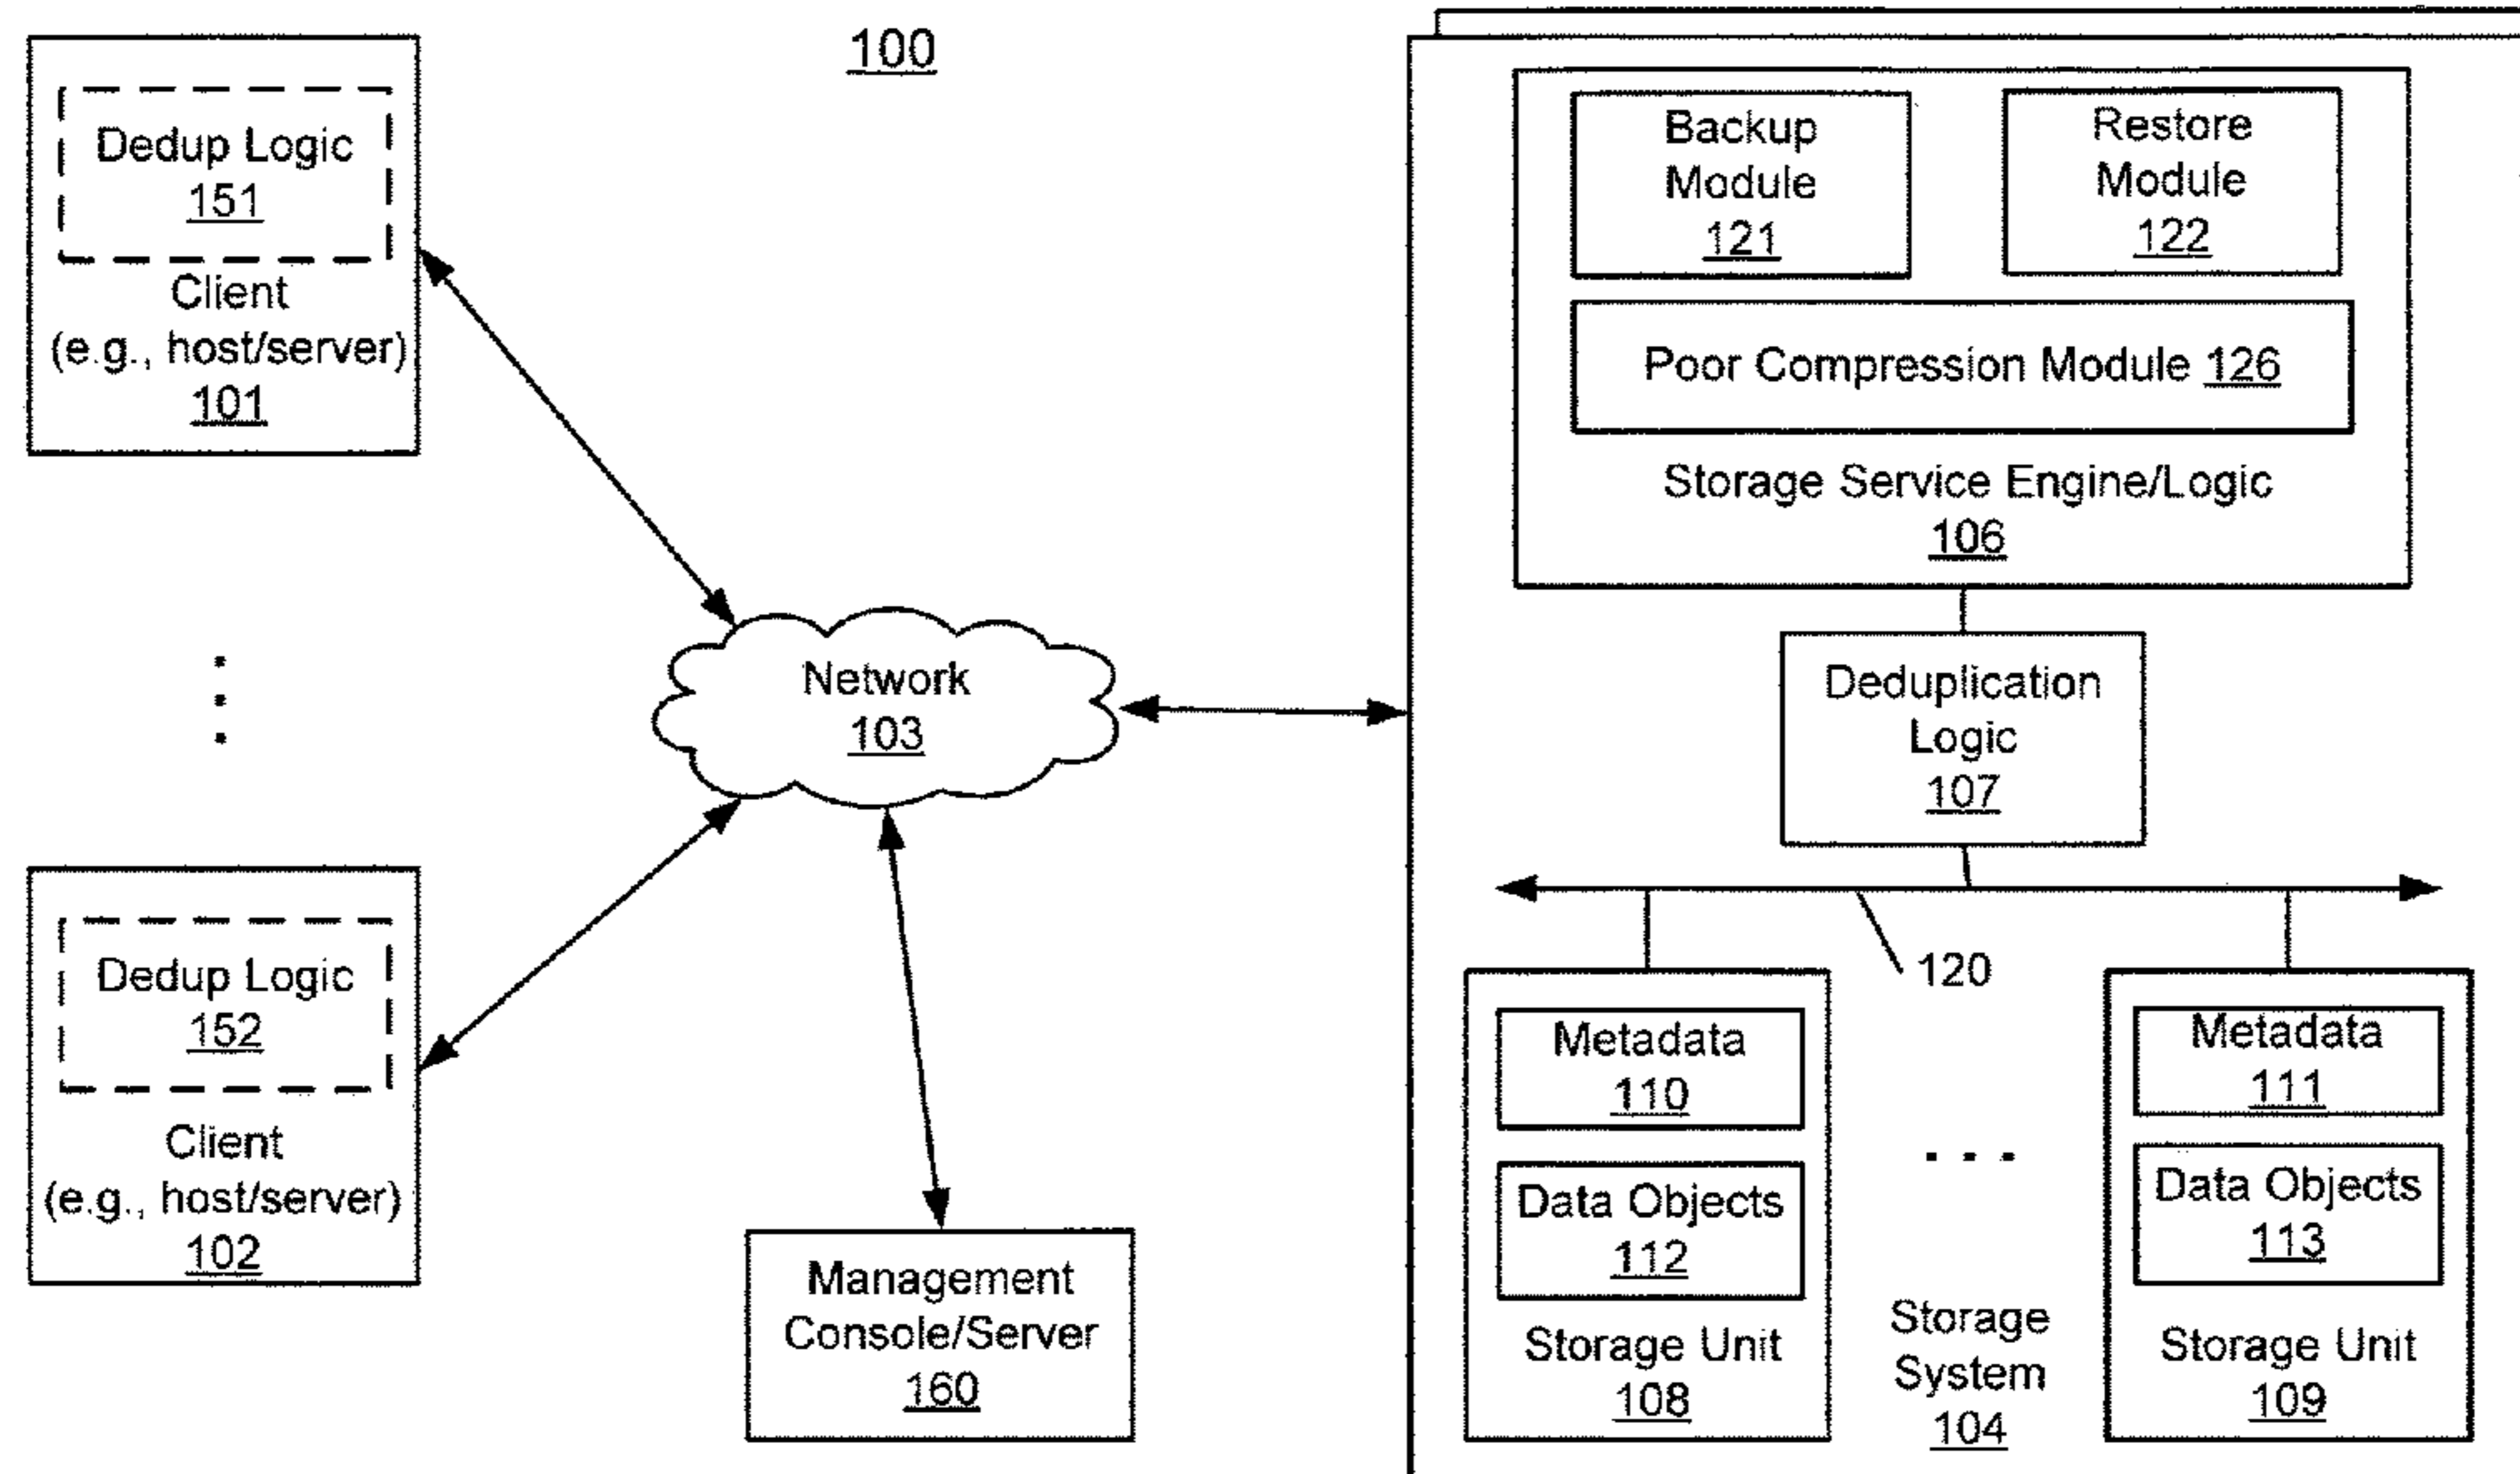 100
Dedup Logic
151
Client
(e.g., host/server)
101
Dedup Logic
152
Client
(e.g., host/server)
102
Network
103
Management
Console/Server
160
Backup
Module
121
Restore
Module
122
Poor Compression Module 126
Storage Service Engine/Logic
106
Deduplication
Logic
107
120
Metadata
110
Data Objects
112
Storage Unit
108
Storage
System
104
Metadata
111
Data Objects
113
Storage Unit
109